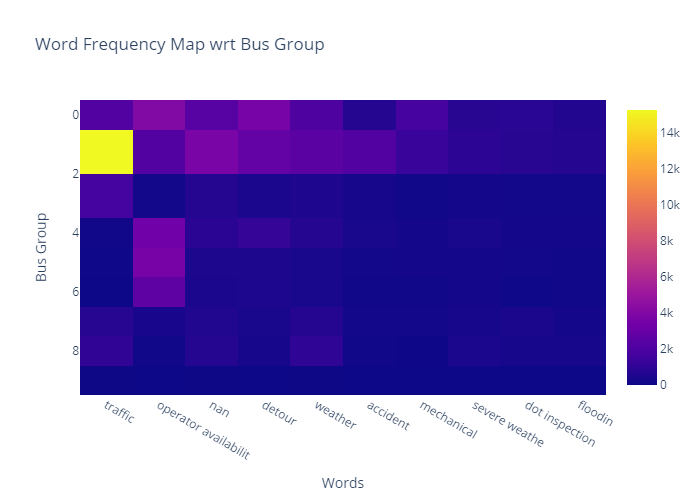 Word Frequency Map wrt Bus Group
0
2
4
6
8
Bus Group
14k
12k
10k
8k
6k
4k
2k
0
traffic
operator availabilit
nan
detour
weather
accident
mechanical
severe weathe
dot inspection
floodin
Words